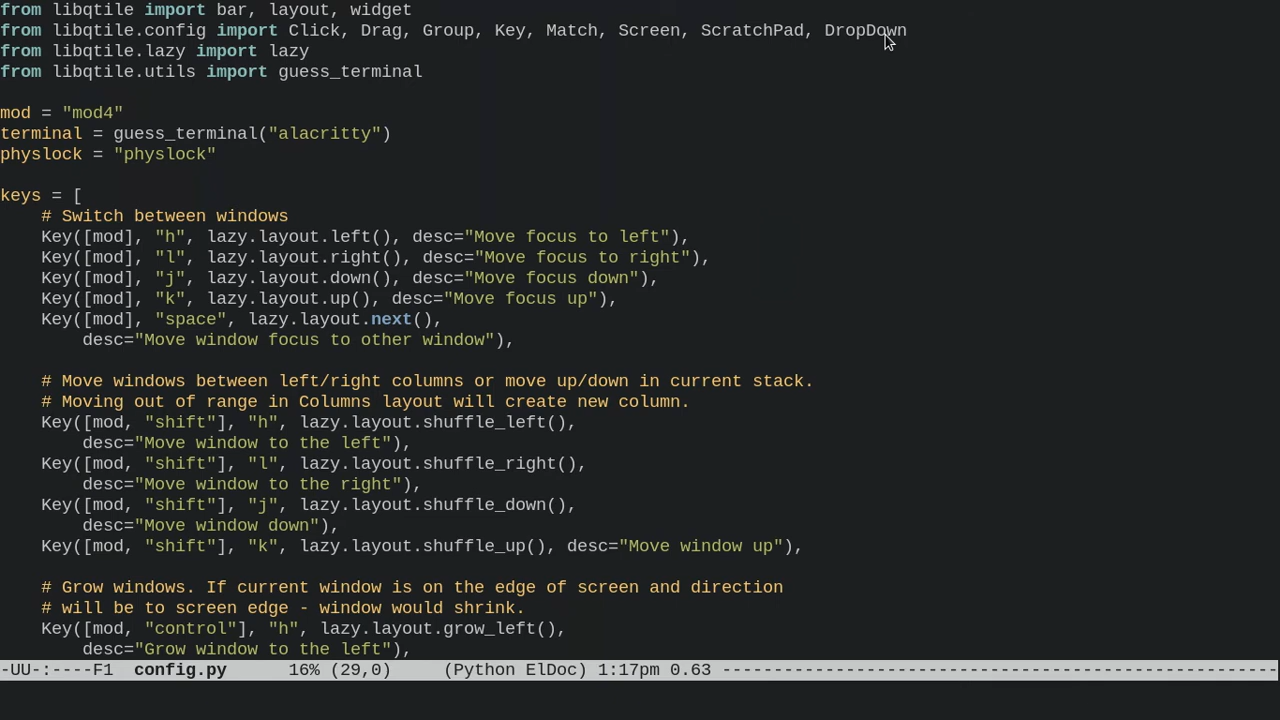 from libqtile import bar, layout, widget
from libqtile.config import Click, Drag, Group, Key, Match, Screen, ScratchPad, DropDown
from libqtile.lazy import lazy
from libqtile.utils import guess_terminal

mod = "mod4"
terminal = guess_terminal("alacritty")
physlock = "physlock"

keys = [
    # Switch between windows
    Key([mod], "h", lazy.layout.left(), desc="Move focus to left"),
    Key([mod], "l", lazy.layout.right(), desc="Move focus to right"),
    Key([mod], "j", lazy.layout.down(), desc="Move focus down"),
    Key([mod], "k", lazy.layout.up(), desc="Move focus up"),
    Key([mod], "space", lazy.layout.next(),
        desc="Move window focus to other window"),

    # Move windows between left/right columns or move up/down in current stack.
    # Moving out of range in Columns layout will create new column.
    Key([mod, "shift"], "h", lazy.layout.shuffle_left(),
        desc="Move window to the left"),
    Key([mod, "shift"], "l", lazy.layout.shuffle_right(),
        desc="Move window to the right"),
    Key([mod, "shift"], "j", lazy.layout.shuffle_down(),
        desc="Move window down"),
    Key([mod, "shift"], "k", lazy.layout.shuffle_up(), desc="Move window up"),

    # Grow windows. If current window is on the edge of screen and direction
    # will be to screen edge - window would shrink.
    Key([mod, "control"], "h", lazy.layout.grow_left(),
        desc="Grow window to the left"),
-UU-:----F1  config.py      16% (29,0)     (Python ElDoc) 1:17pm 0.63 ------------------------------------------------------